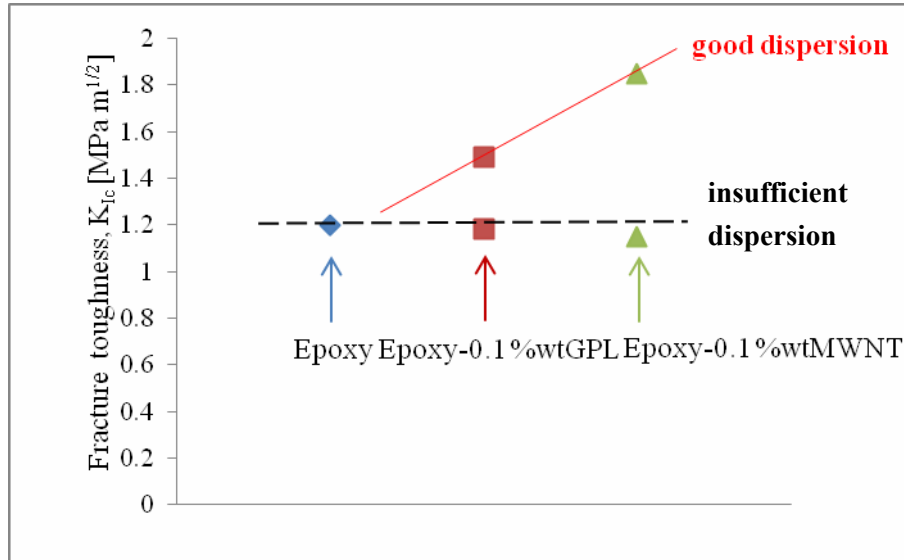 Fracture toughness, K_Ic [MPa m^1/2]
2
1.8
1.6
1.4
1.2
1
0.8
0.6
0.4
0.2
0
good dispersion
insufficient
dispersion
Epoxy
Epoxy-0.1%wtGPL
Epoxy-0.1%wtMWNT